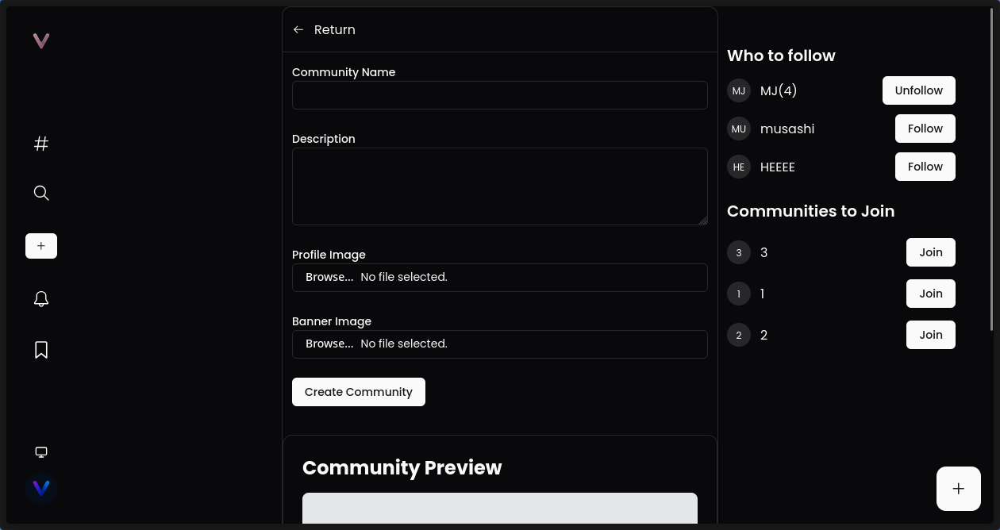 Return
Community Name
Description
Profile Image
Browse... No file selected.
Banner Image
Browse... No file selected.
Create Community
Community Preview
Who to follow
MJ MJ(4) Unfollow
MU musashi Follow
HE HEEEE Follow
Communities to Join
3 3 Join
1 1 Join
2 2 Join